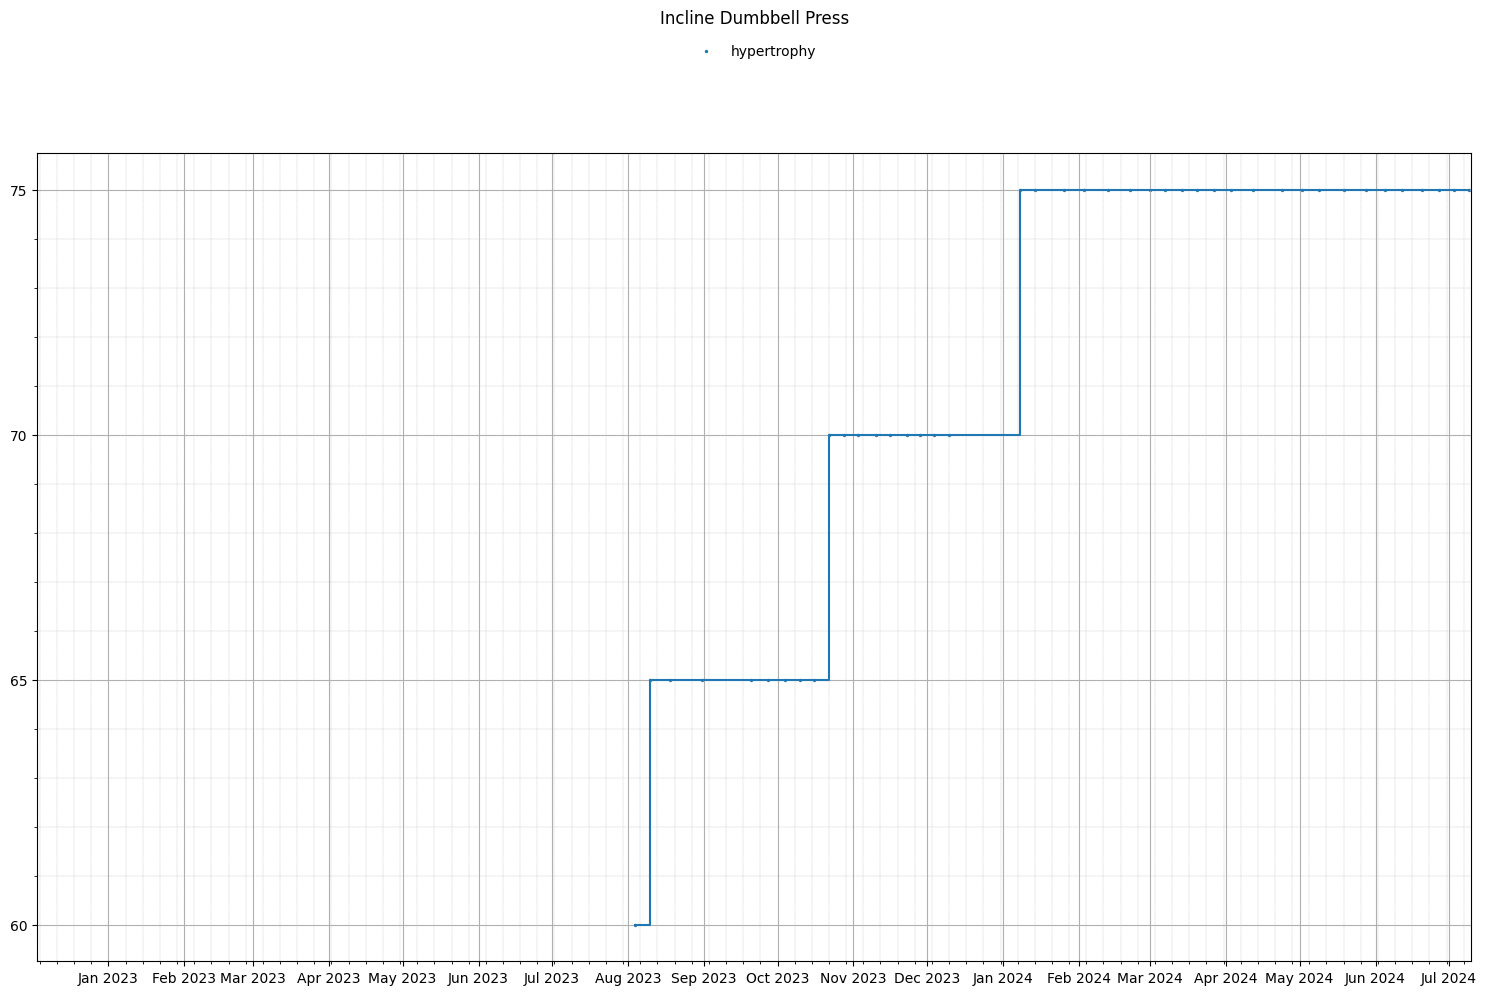 Incline Dumbbell Press
hypertrophy
75
70
65
60
Jan 2023 Feb 2023 Mar 2023 Apr 2023 May 2023 Jun 2023 Jul 2023 Aug 2023 Sep 2023 Oct 2023 Nov 2023 Dec 2023 Jan 2024 Feb 2024 Mar 2024 Apr 2024 May 2024 Jun 2024 Jul 2024